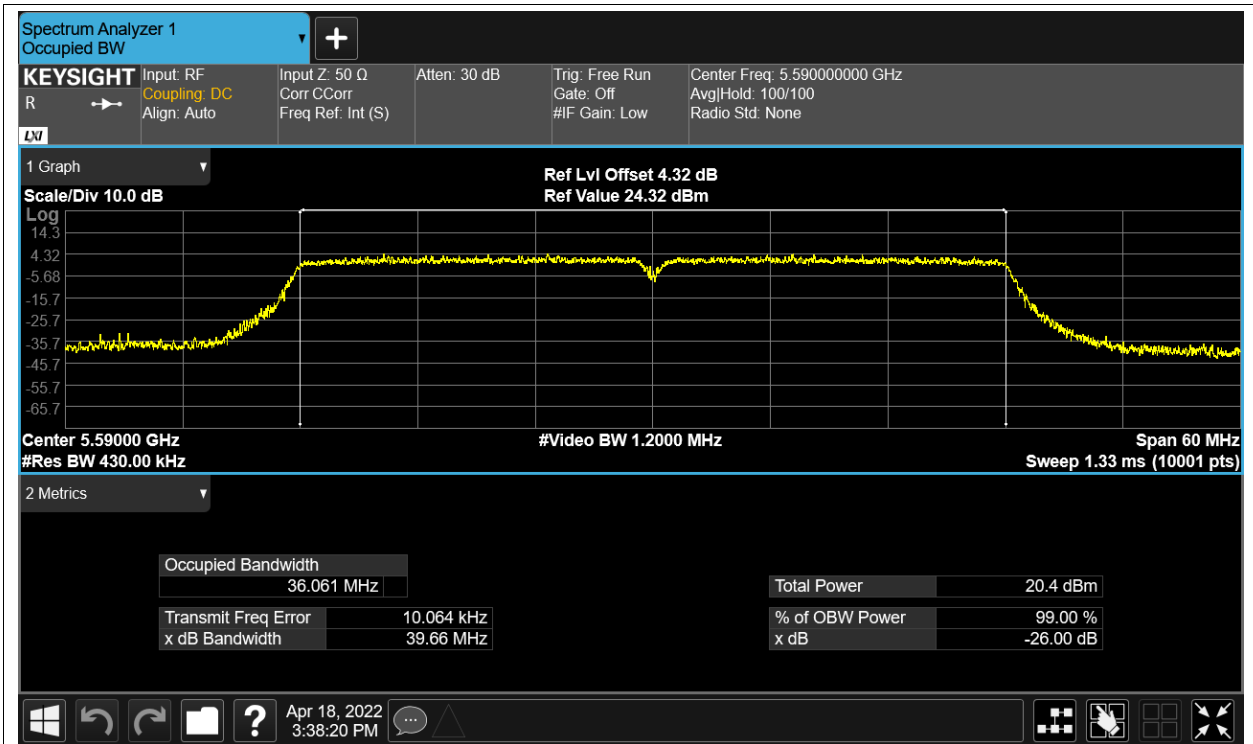 Spectrum Analyzer 1
Occupied BW
+
KEYSIGHT
R
LXI
Input: RF
Coupling: DC
Align: Auto
Input Z: 50 Ω
Corr CCorr
Freq Ref: Int (S)
Atten: 30 dB
Trig: Free Run
Gate: Off
#IF Gain: Low
Center Freq: 5.590000000 GHz
Avg|Hold: 100/100
Radio Std: None
1 Graph
Scale/Div 10.0 dB
Ref Lvl Offset 4.32 dB
Ref Value 24.32 dBm
Log
14.3
4.32
-5.68
-15.7
-25.7
-35.7
-45.7
-55.7
-65.7
Center 5.59000 GHz
#Video BW 1.2000 MHz
Span 60 MHz
#Res BW 430.00 kHz
Sweep 1.33 ms (10001 pts)
2 Metrics
Occupied Bandwidth
36.061 MHz
Total Power 20.4 dBm
Transmit Freq Error 10.064 kHz
% of OBW Power 99.00 %
x dB Bandwidth 39.66 MHz
x dB -26.00 dB
?
Apr 18, 2022
3:38:20 PM